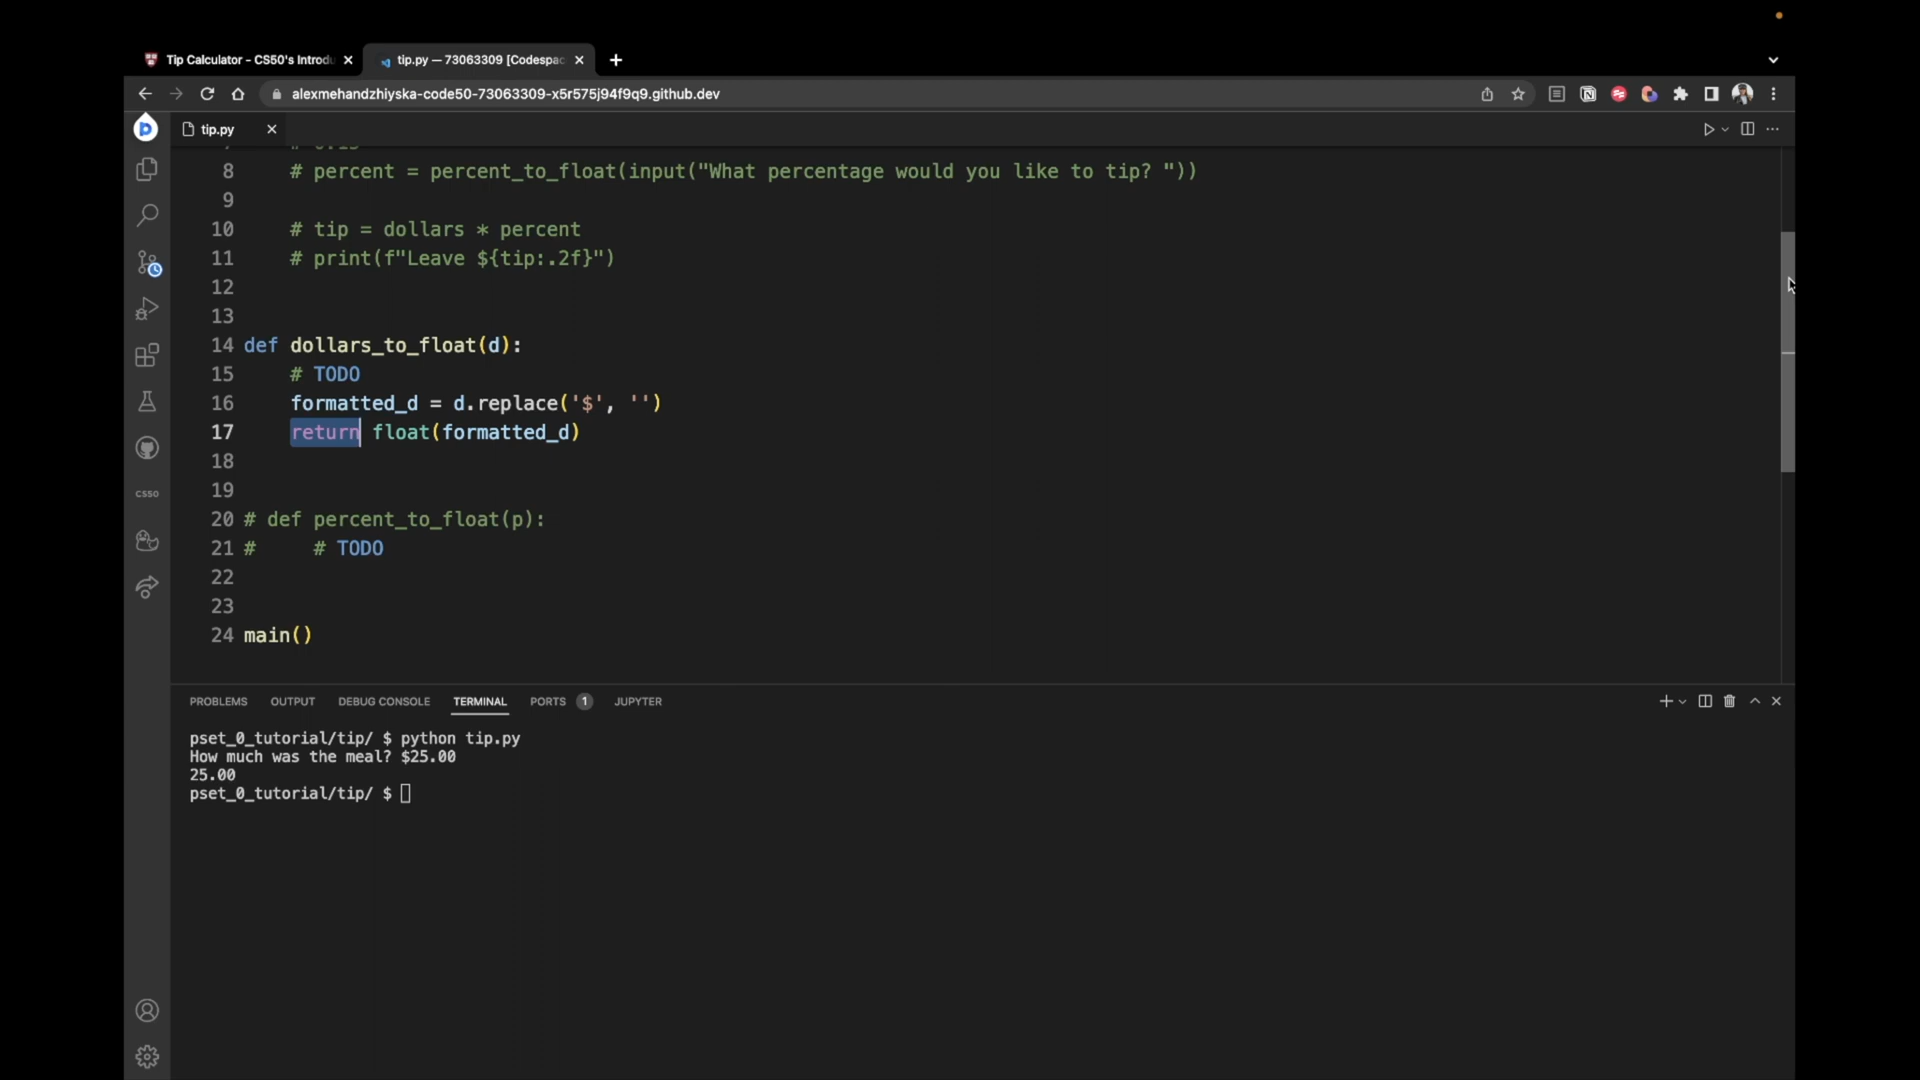 Tip Calculator - CS50's Introdu
tip.py — 73063309 [Codespac
alexmehandzhiyska-code50-73063309-x5r575j94f9q9.github.dev
tip.py
8 # percent = percent_to_float(input("What percentage would you like to tip? "))
9
10 # tip = dollars * percent
11 # print(f"Leave ${tip:.2f}")
12
13
14 def dollars_to_float(d):
15 # TODO
16 formatted_d = d.replace('$', '')
17 return float(formatted_d)
18
19
20 # def percent_to_float(p):
21 # # TODO
22
23
24 main()
CS50
PROBLEMS OUTPUT DEBUG CONSOLE TERMINAL PORTS 1 JUPYTER
pset_0_tutorial/tip/ $ python tip.py
How much was the meal? $25.00
25.00
pset_0_tutorial/tip/ $